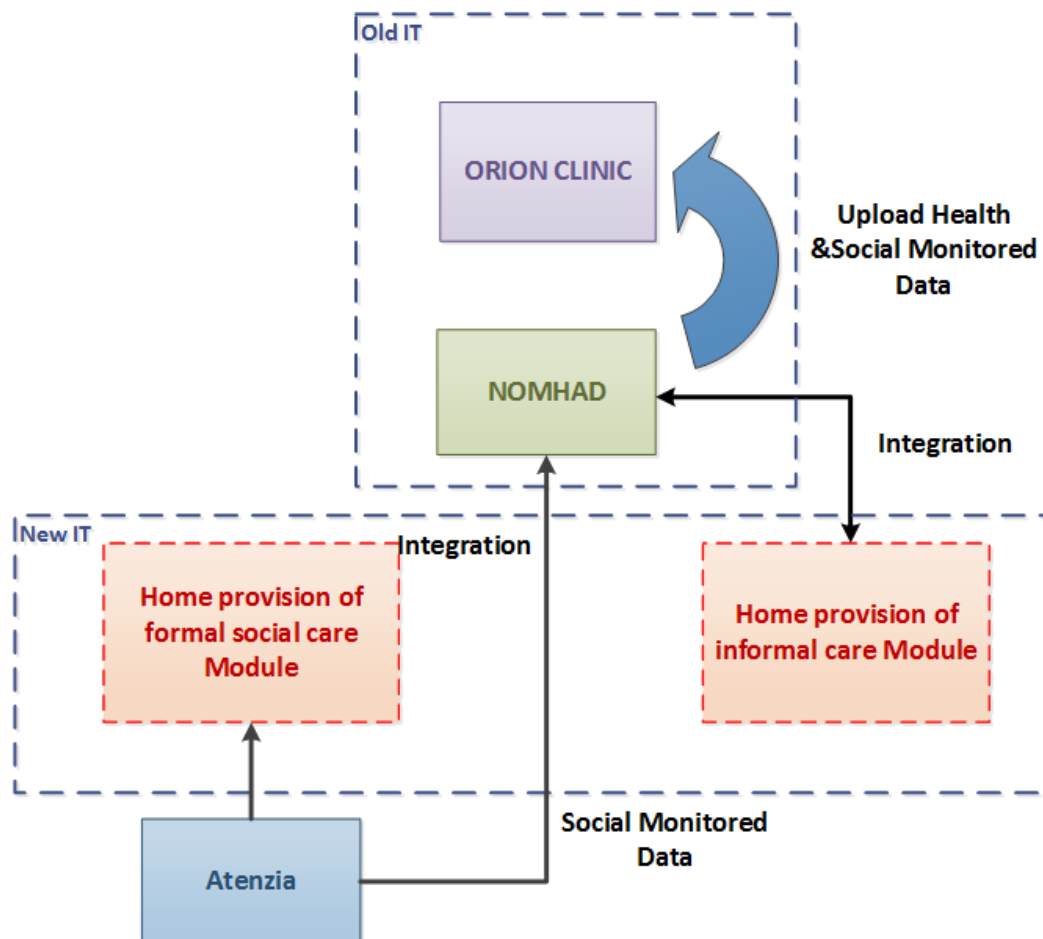 Old IT
ORION CLINIC
Upload Health
&Social Monitored
Data
NOMHAD
Integration
New IT
Integration
Home provision of
formal social care
Module
Home provision of
informal care Module
Social Monitored
Data
Atenzia